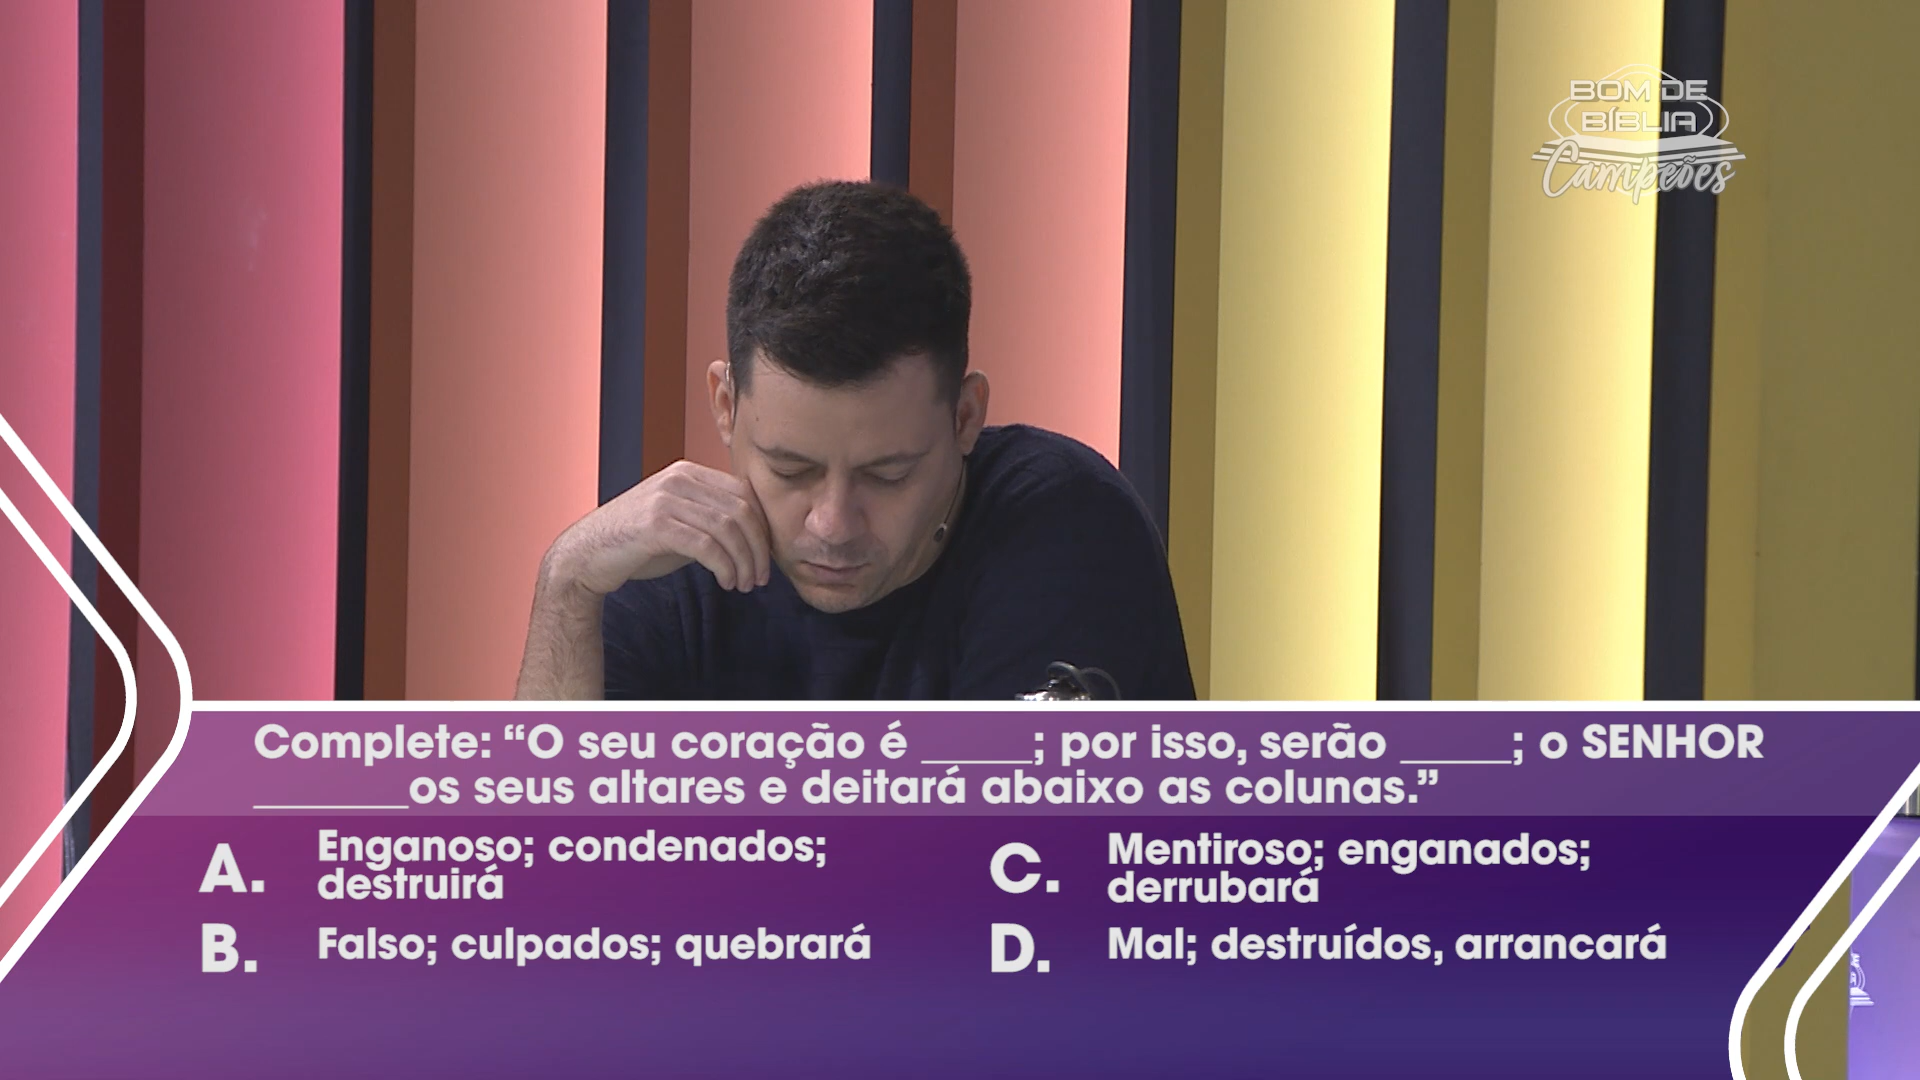 BOM DE
BÍBLIA
Campeões
Complete: “O seu coração é _____; por isso, serão _____; o SENHOR
_______os seus altares e deitará abaixo as colunas.”
A. Enganoso; condenados;
destruirá
B. Falso; culpados; quebrará
C. Mentiroso; enganados;
derrubará
D. Mal; destruídos, arrancará